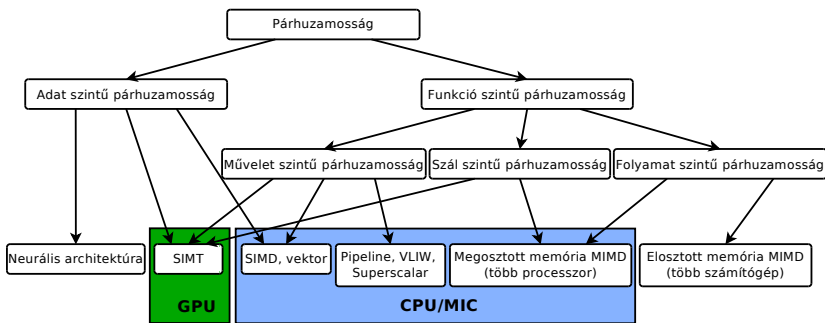 Párhuzamosság
Adat szintű párhuzamosság
Funkció szintű párhuzamosság
Művelet szintű párhuzamosság
Szál szintű párhuzamosság
Folyamat szintű párhuzamosság
Neurális architektúra
SIMT
SIMD, vektor
Pipeline, VLIW,
Superscalar
Megosztott memória MIMD
(több processzor)
Elosztott memória MIMD
(több számítógép)
GPU
CPU/MIC